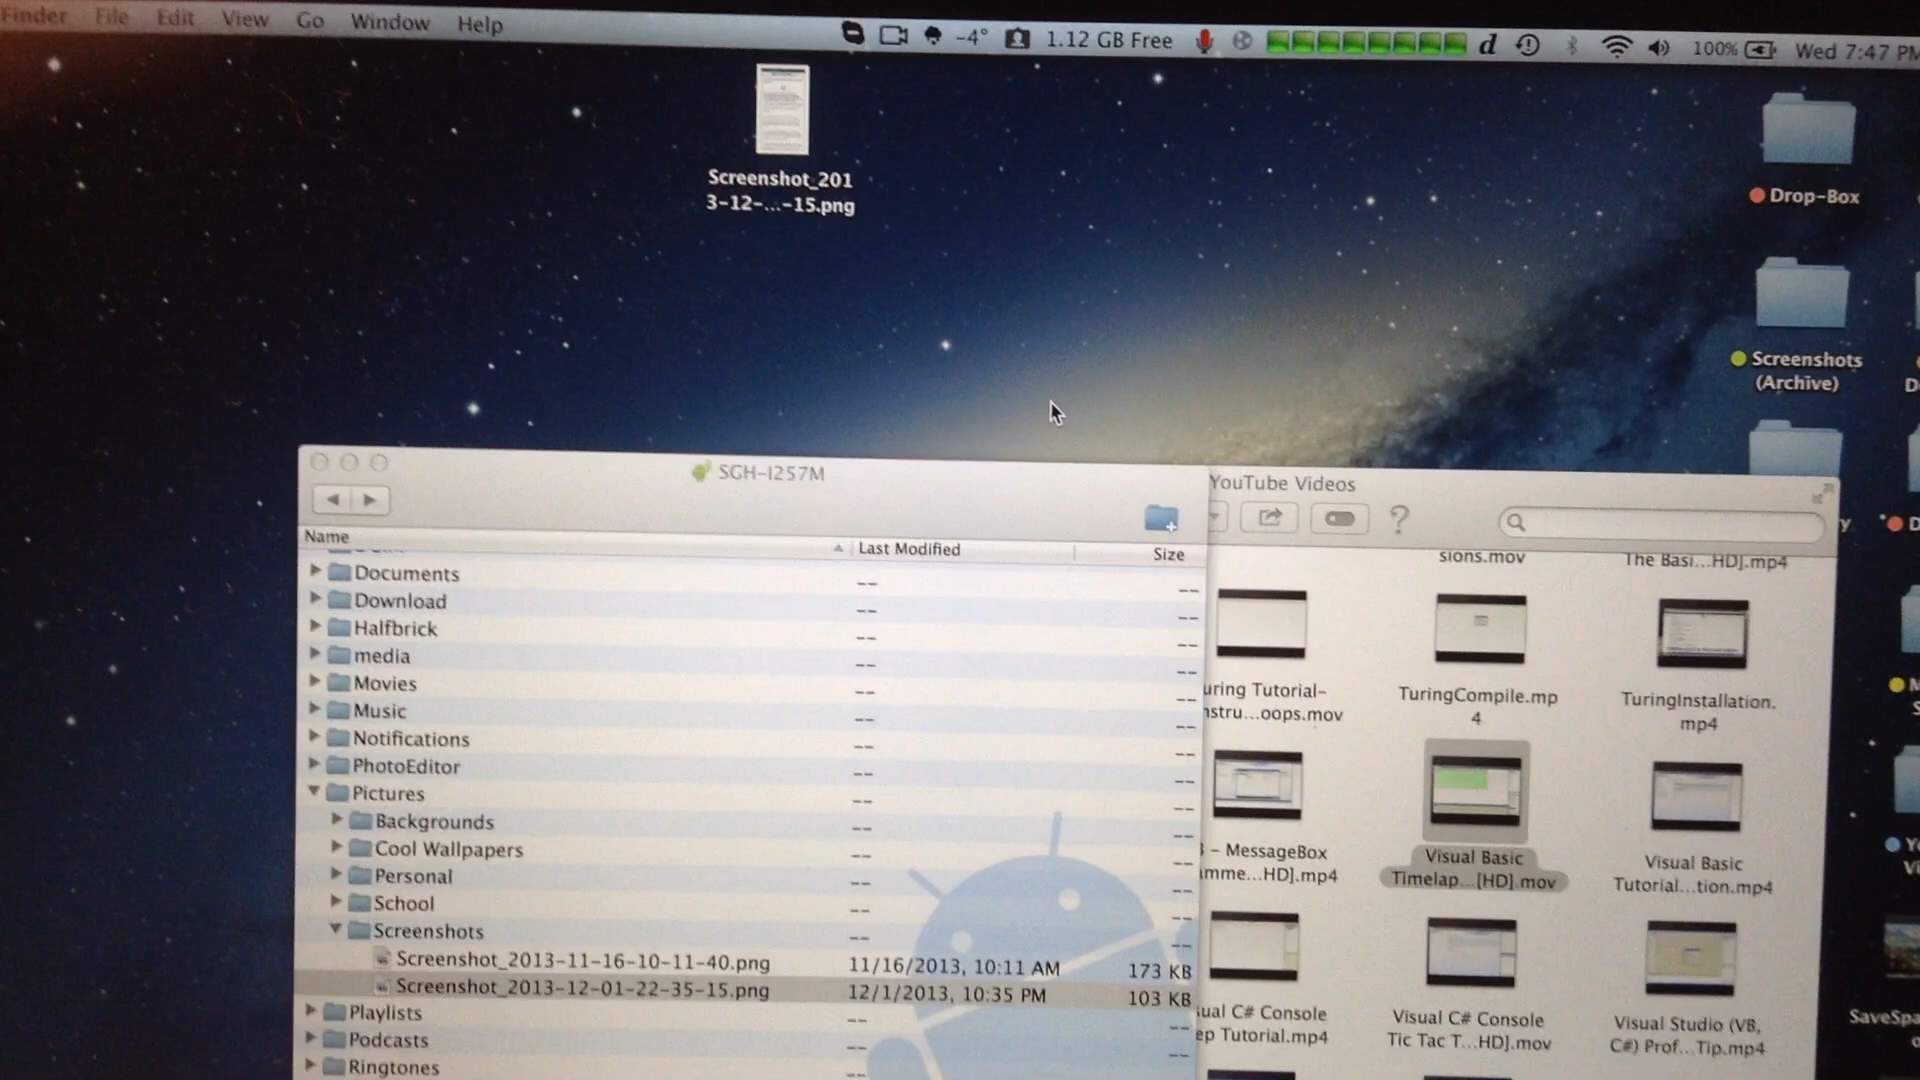 Finder File Edit View Go Window Help
-4° 1.12 GB Free d 100% Wed 7:47 PM
Screenshot_201
3-12-...-15.png
Drop-Box
Screenshots
(Archive)
SGH-I257M
Name Last Modified Size
Documents -- --
Download -- --
Halfbrick -- --
media -- --
Movies -- --
Music -- --
Notifications -- --
PhotoEditor -- --
Pictures -- --
Backgrounds -- --
Cool Wallpapers -- --
Personal -- --
School -- --
Screenshots -- --
Screenshot_2013-11-16-10-11-40.png 11/16/2013, 10:11 AM 173 KB
Screenshot_2013-12-01-22-35-15.png 12/1/2013, 10:35 PM 103 KB
Playlists -- --
Podcasts -- --
Ringtones --
YouTube Videos
?
sions.mov
The Basi...HD].mp4
uring Tutorial-
nstru...oops.mov
TuringCompile.mp
4
TuringInstallation.
mp4
- MessageBox
mme...HD].mp4
Visual Basic
Timelap...[HD].mov
Visual Basic
Tutorial...tion.mp4
ual C# Console
ep Tutorial.mp4
Visual C# Console
Tic Tac T...HD].mov
Visual Studio (VB,
C#) Prof...Tip.mp4
SaveSpa